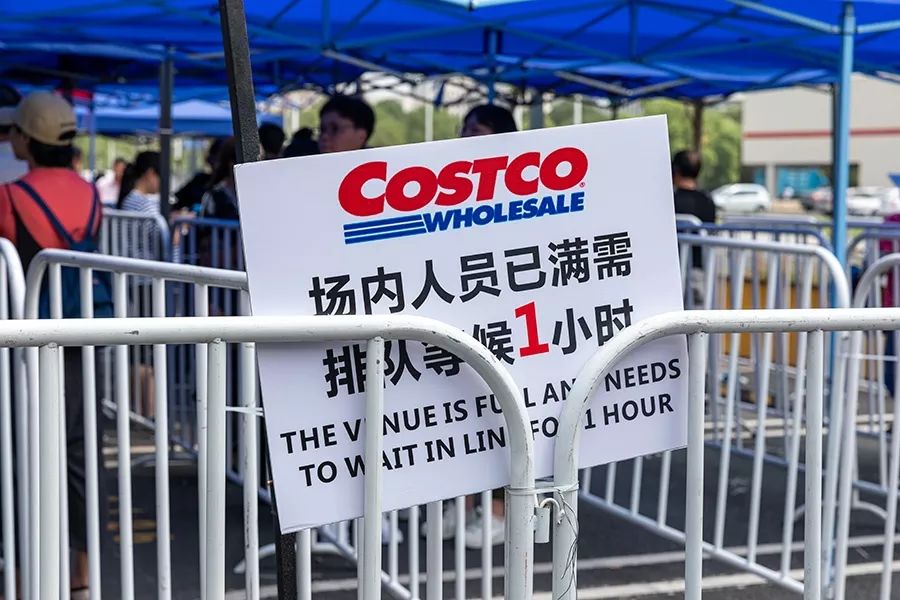 COSTCO
WHOLESALE
场内人员已满需
排队等候1小时
THE VENUE IS FULL AND NEEDS
TO WAIT IN LINE FOR 1 HOUR